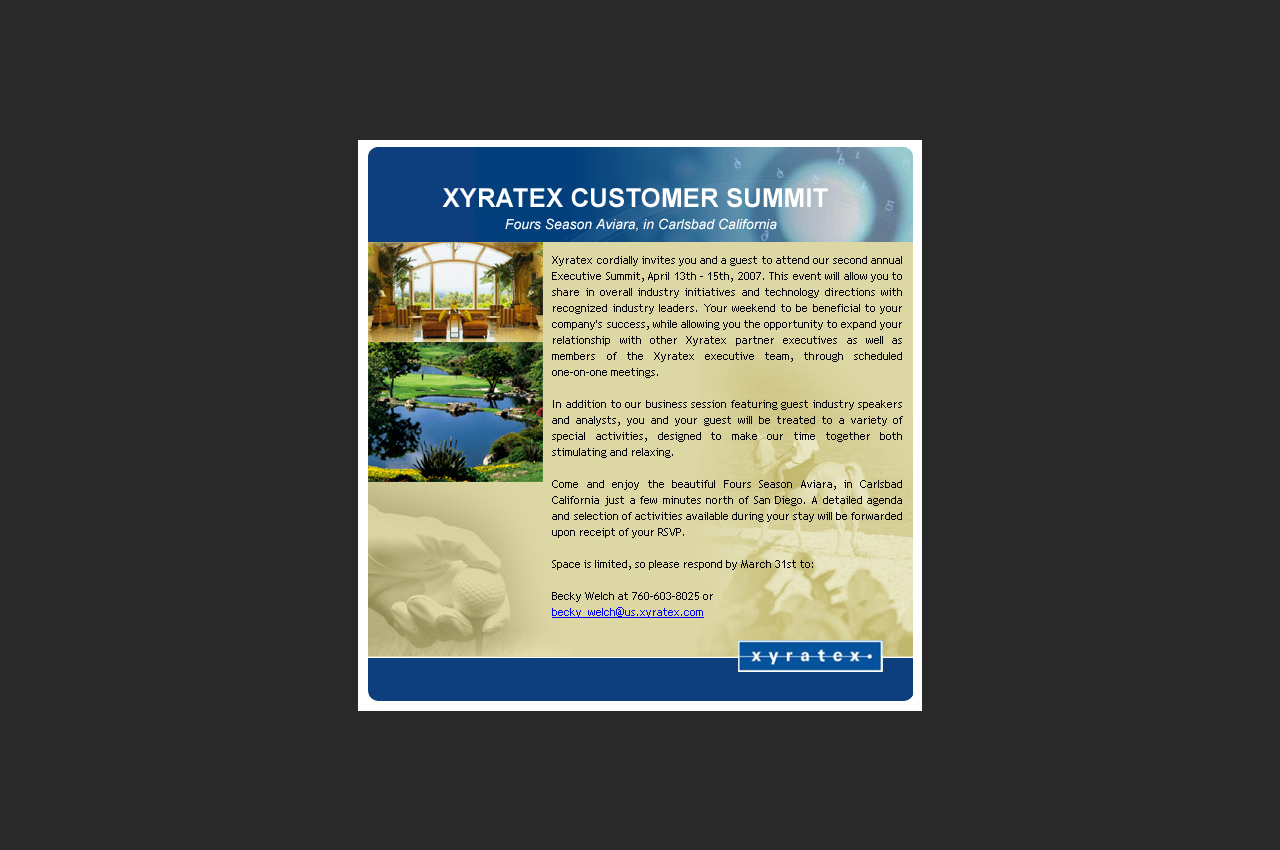 XYRATEX CUSTOMER SUMMIT
Fours Season Aviara, in Carlsbad California
Xyratex cordially invites you and a guest to attend our second annual
Executive Summit, April 13th - 15th, 2007. This event will allow you to
share in overall industry initiatives and technology directions with
recognized industry leaders. Your weekend to be beneficial to your
company's success, while allowing you the opportunity to expand your
relationship with other Xyratex partner executives as well as
members of the Xyratex executive team, through scheduled
one-on-one meetings.
In addition to our business session featuring guest industry speakers
and analysts, you and your guest will be treated to a variety of
special activities, designed to make our time together both
stimulating and relaxing.
Come and enjoy the beautiful Fours Season Aviara, in Carlsbad
California just a few minutes north of San Diego. A detailed agenda
and selection of activities available during your stay will be forwarded
upon receipt of your RSVP.
Space is limited, so please respond by March 31st to:
Becky Welch at 760-603-8025 or
becky_welch@us.xyratex.com
xyratex